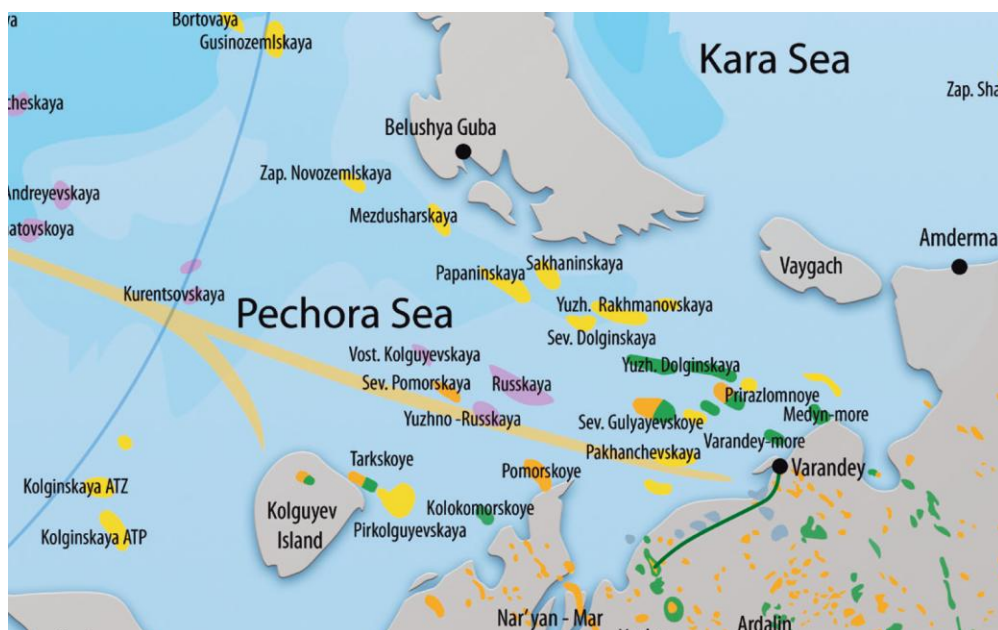 ya
Bortovaya
Gusinozemlskaya
Kara Sea
cheskaya
Zap. Sha
Belushya Guba
Zap. Novozemlskaya
Andreyevskaya
Mezdusharskaya
atovskoya
Amderma
Vaygach
Sakhaninskaya
Papaninskaya
Kurentsovskaya
Pechora Sea
Yuzh. Rakhmanovskaya
Sev. Dolginskaya
Vost. Kolguyevskaya
Yuzh. Dolginskaya
Sev. Pomorskaya
Russkaya
Prirazlomnoye
Yuzhno -Russkaya
Sev. Gulyayevskoye
Medyn-more
Varandey-more
Pakhanchevskaya
Tarkskoye
Pomorskoye
Varandey
Kolginskaya ATZ
Kolguyev
Island
Kolokomorskoye
Pirkolguyevskaya
Kolginskaya ATP
Nar'yan - Mar
Ardalin